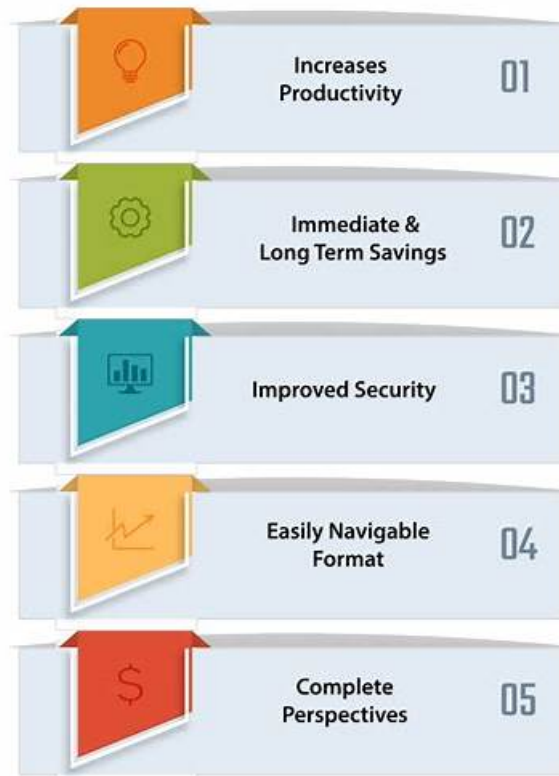 Increases
Productivity
01
Immediate &
Long Term Savings
02
Improved Security
03
Easily Navigable
Format
04
Complete
Perspectives
05